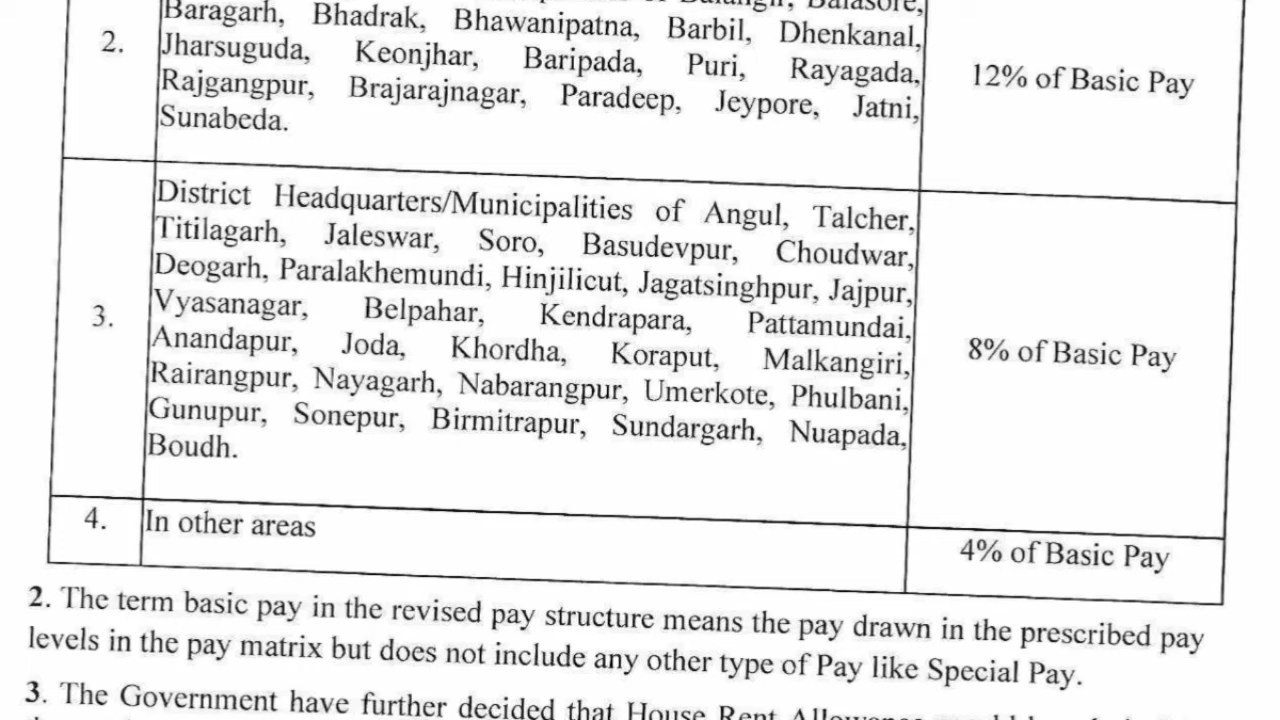 Balangir, Balasore,
2.
Baragarh, Bhadrak, Bhawanipatna, Barbil, Dhenkanal,
Jharsuguda, Keonjhar, Baripada, Puri, Rayagada,
Rajgangpur, Brajarajnagar, Paradeep, Jeypore, Jatni,
Sunabeda.
12% of Basic Pay
3.
District Headquarters/Municipalities of Angul, Talcher,
Titilagarh, Jaleswar, Soro, Basudevpur, Choudwar,
Deogarh, Paralakhemundi, Hinjilicut, Jagatsinghpur, Jajpur,
Vyasanagar, Belpahar, Kendrapara, Pattamundai,
Anandapur, Joda, Khordha, Koraput, Malkangiri,
Rairangpur, Nayagarh, Nabarangpur, Umerkote, Phulbani,
Gunupur, Sonepur, Birmitrapur, Sundargarh, Nuapada,
Boudh.
8% of Basic Pay
4.
In other areas
4% of Basic Pay
2. The term basic pay in the revised pay structure means the pay drawn in the prescribed pay
levels in the pay matrix but does not include any other type of Pay like Special Pay.
3. The Government have further decided that House Rent Allowance